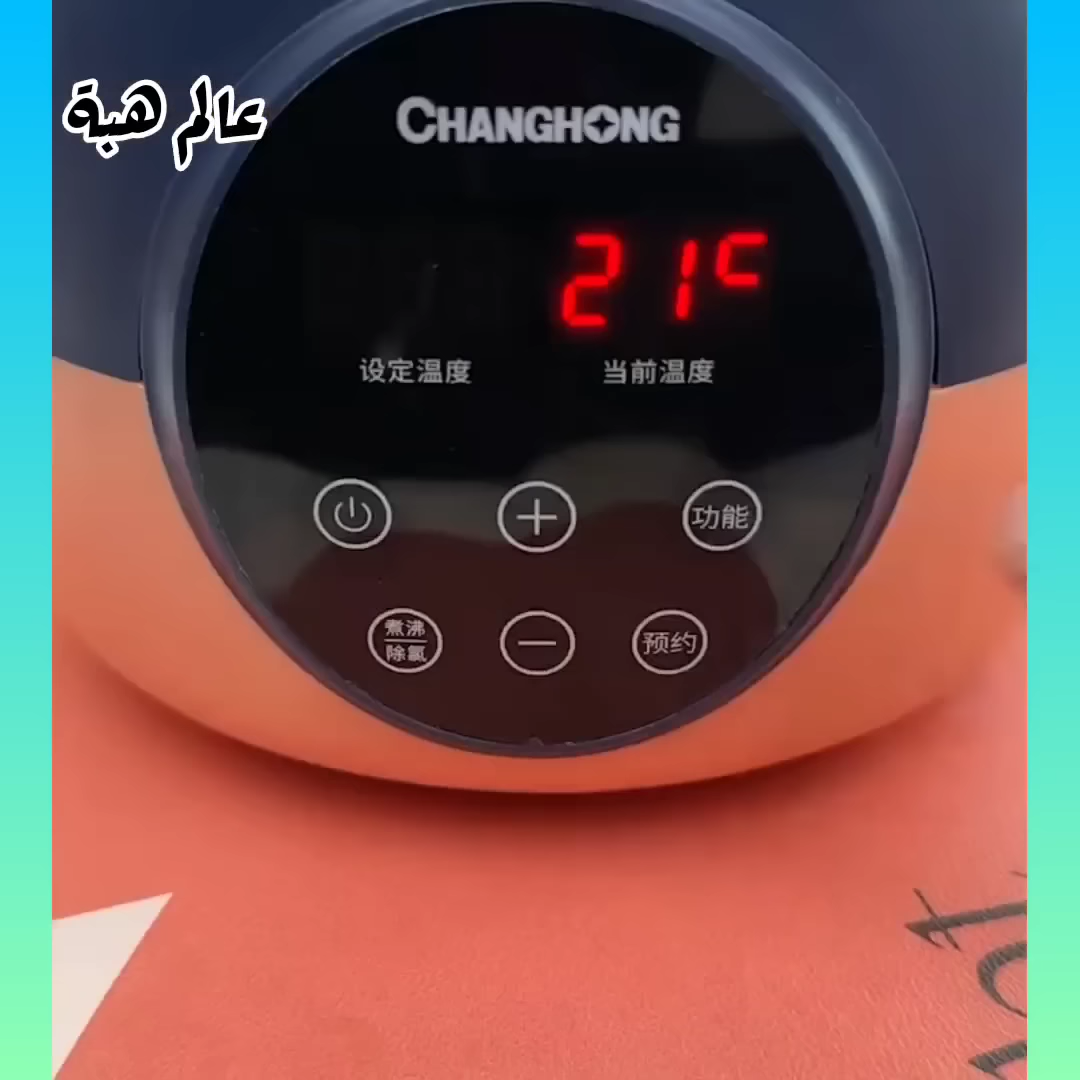 عالم هبة
CHANGHONG
21c
设定温度 当前温度
功能
煮沸
除氯
预约